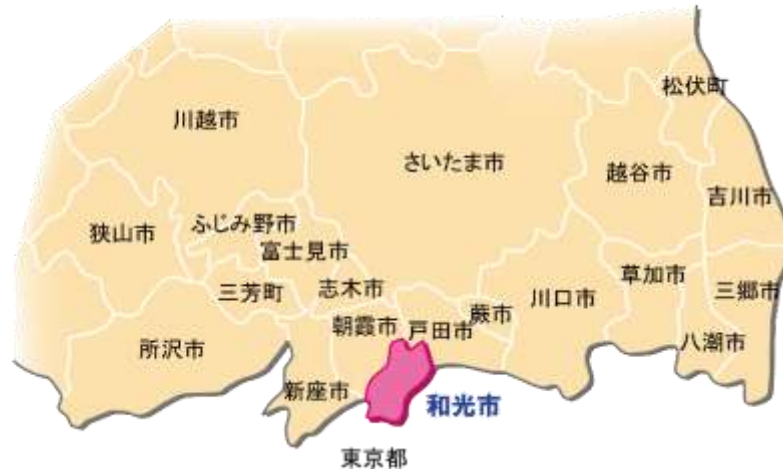 松伏町
川越市
さいたま市
越谷市
吉川市
狭山市
ふじみ野市
富士見市
三芳町
志木市
川口市
草加市
三郷市
所沢市
朝霞市
戸田市
蕨市
八潮市
新座市
和光市
東京都